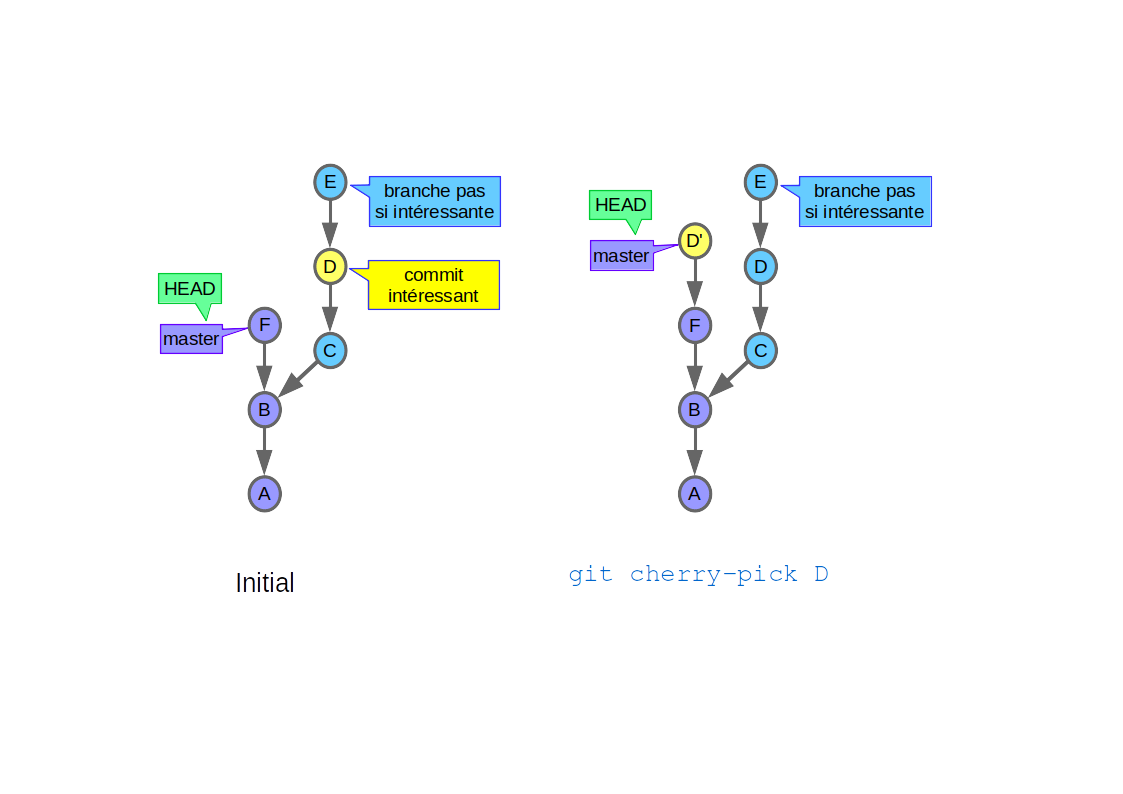 E
branche pas
si intéressante
D
commit
intéressant
HEAD
master
F
C
B
A
Initial
E
branche pas
si intéressante
HEAD
master
D'
D
F
C
B
A
git cherry-pick D